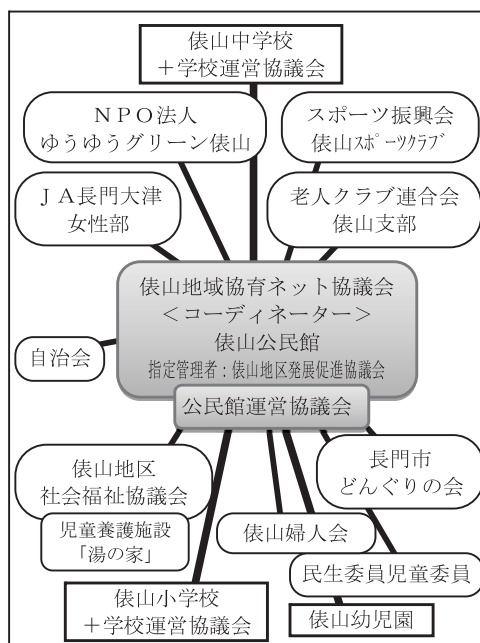 俵山中学校
＋学校運営協議会
ＮＰＯ法人
ゆうゆうグリーン俵山
スポーツ振興会
俵山ｽﾎﾟｰﾂｸﾗﾌﾞ
ＪＡ長門大津
女性部
老人クラブ連合会
俵山支部
俵山地域協育ネット協議会
＜コーディネーター＞
俵山公民館
指定管理者：俵山地区発展促進協議会
自治会
公民館運営協議会
俵山地区
社会福祉協議会
児童養護施設
「湯の家」
長門市
どんぐりの会
俵山婦人会
民生委員児童委員
俵山小学校
＋学校運営協議会
俵山幼児園